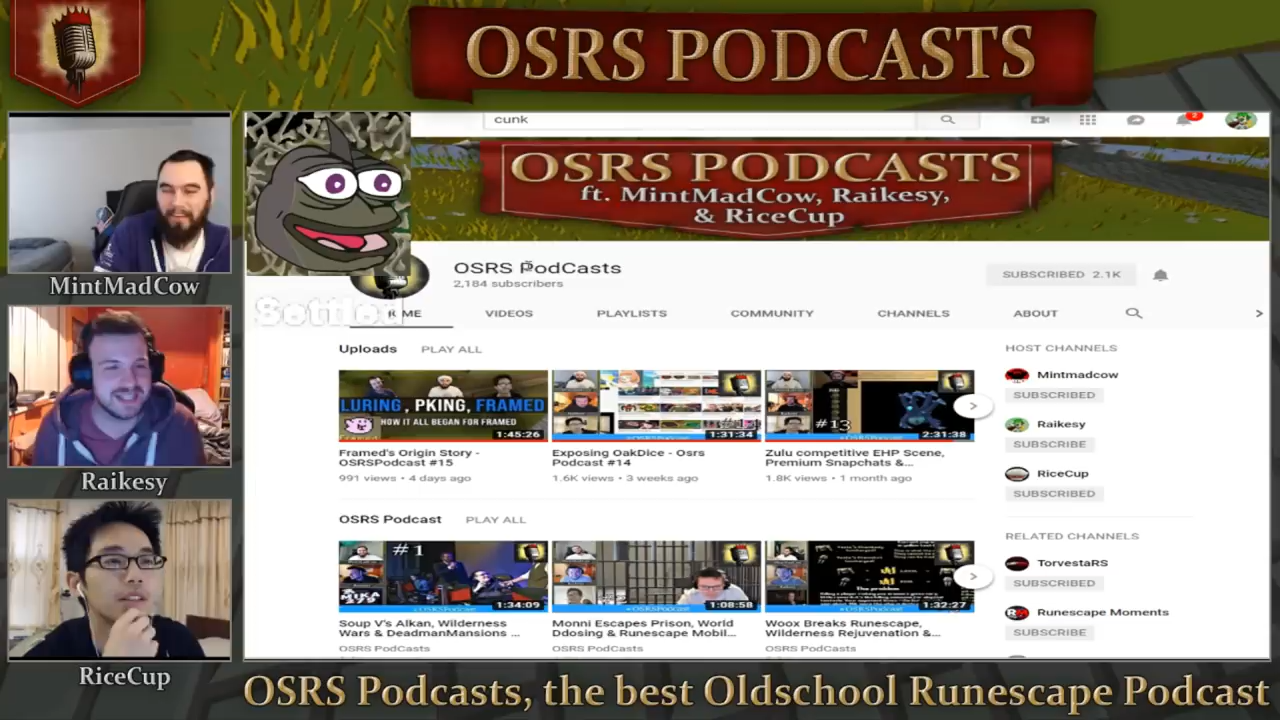 OSRS PODCASTS
MintMadCow
Raikesy
RiceCup
cunk
2
OSRS PODCASTS
ft. MintMadCow, Raikesy,
& RiceCup
OSRS PodCasts
2,184 subscribers
SUBSCRIBED 2.1K
Settled
VIDEOS
PLAYLISTS
COMMUNITY
CHANNELS
ABOUT
Uploads PLAY ALL
LURING, PKING, FRAMED
HOW IT ALL BEGAN FOR FRAMED
1:45:26
1:31:34
#13
2:31:38
Framed's Origin Story -
OSRSPodcast #15
991 views • 4 days ago
Exposing OakDice - Osrs
Podcast #14
1.6K views • 3 weeks ago
Zulu competitive EHP Scene,
Premium Snapchats &...
1.8K views • 1 month ago
OSRS Podcast PLAY ALL
#1
1:34:09
1:08:58
The problem
1:32:27
Soup V's Alkan, Wilderness
Wars & DeadmanMansions ...
OSRS PodCasts
Monni Escapes Prison, World
Ddosing & Runescape Mobil...
OSRS PodCasts
Woox Breaks Runescape,
Wilderness Rejuvenation &...
OSRS PodCasts
HOST CHANNELS
Mintmadcow
SUBSCRIBED
Raikesy
SUBSCRIBE
RiceCup
SUBSCRIBED
RELATED CHANNELS
TorvestaRS
SUBSCRIBED
Runescape Moments
SUBSCRIBE
OSRS Podcasts, the best Oldschool Runescape Podcast